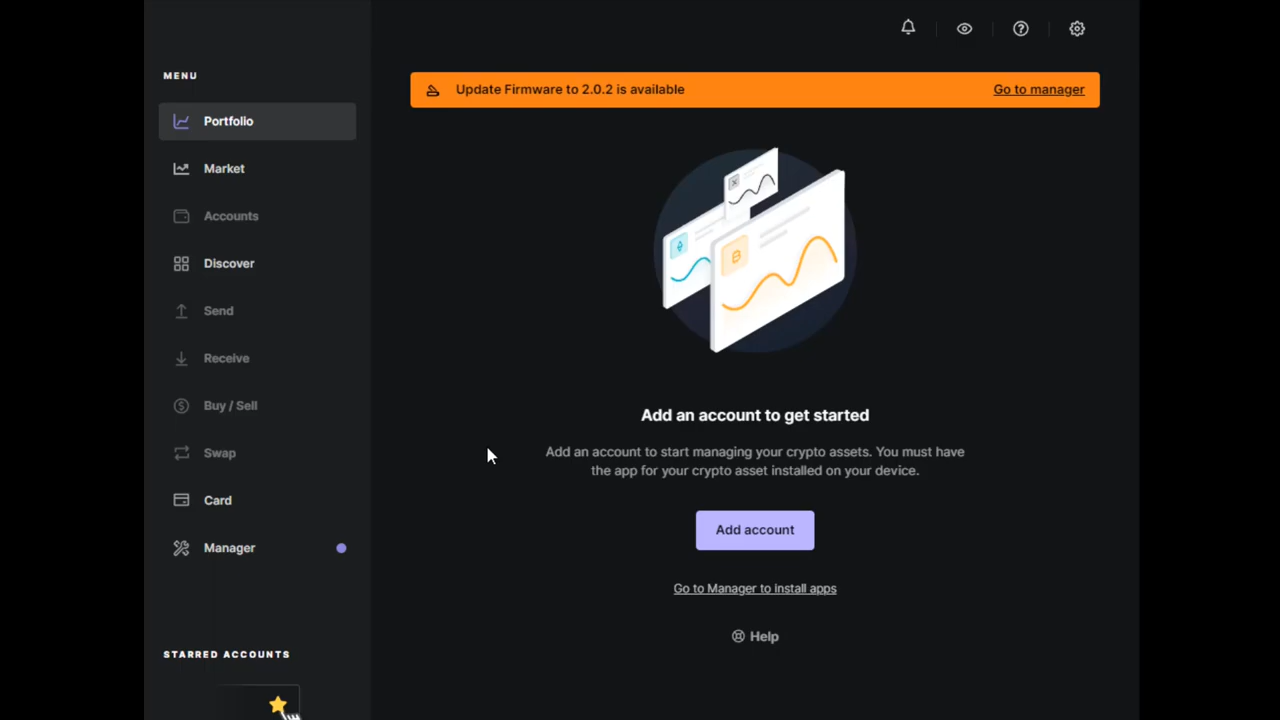 MENU
Update Firmware to 2.0.2 is available
Go to manager
Portfolio
Market
Accounts
Discover
Send
Receive
Buy / Sell
Swap
Card
Manager
Add an account to get started
Add an account to start managing your crypto assets. You must have
the app for your crypto asset installed on your device.
Add account
Go to Manager to install apps
Help
STARRED ACCOUNTS